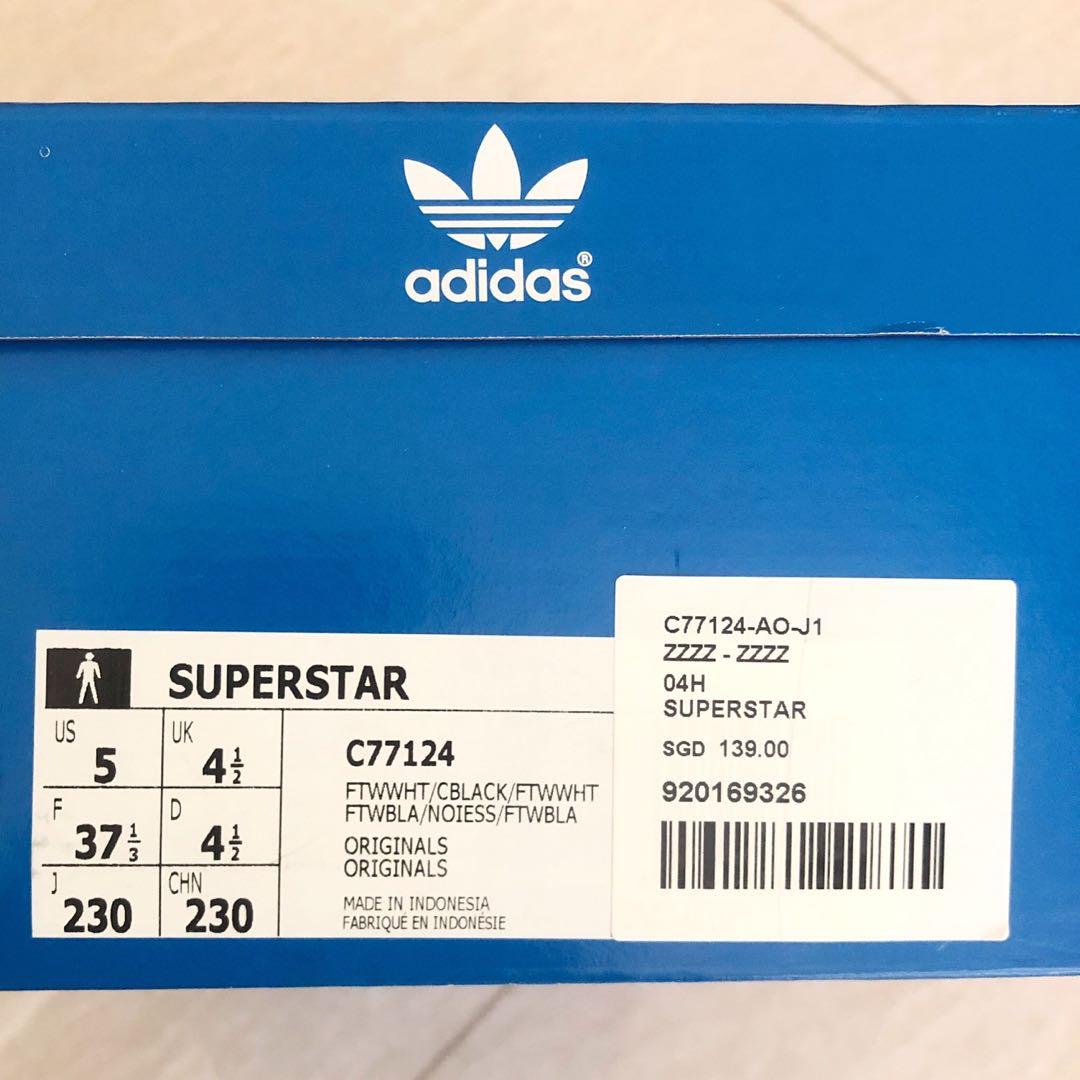 adidas®
SUPERSTAR
US 5
UK 4 1/2
F 37 1/3
D 4 1/2
J 230
CHN 230
C77124
FTWWHT/CBLACK/FTWWHT
FTWBLA/NOIESS/FTWBLA
ORIGINALS
ORIGINALS
MADE IN INDONESIA
FABRIQUÉ EN INDONÉSIE
C77124-AO-J1
ZZZZ - ZZZZ
04H
SUPERSTAR
SGD 139.00
920169326